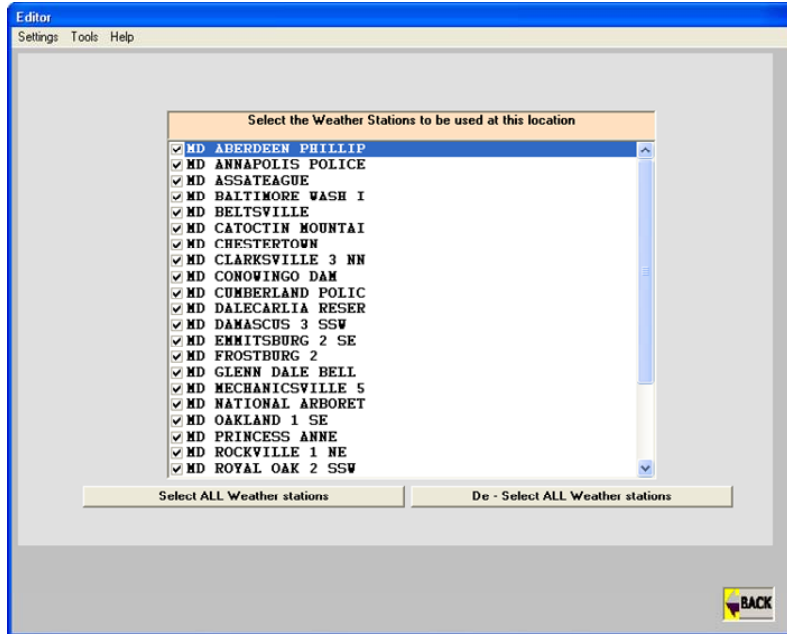 Editor
Settings Tools Help
Select the Weather Stations to be used at this location
MD ABERDEEN PHILLIP
MD ANNAPOLIS POLICE
MD ASSATEAGUE
MD BALTIMORE WASH I
MD BELTSVILLE
MD CATOCTIN MOUNTAI
MD CHESTERTOWN
MD CLARKSVILLE 3 NN
MD CONOWINGO DAM
MD CUMBERLAND POLIC
MD DALECARLIA RESER
MD DAMASCUS 3 SSW
MD EMMITSBURG 2 SE
MD FROSTBURG 2
MD GLENN DALE BELL
MD MECHANICSVILLE 5
MD NATIONAL ARBORET
MD OAKLAND 1 SE
MD PRINCESS ANNE
MD ROCKVILLE 1 NE
MD ROYAL OAK 2 SSW
Select ALL Weather stations De - Select ALL Weather stations
BACK